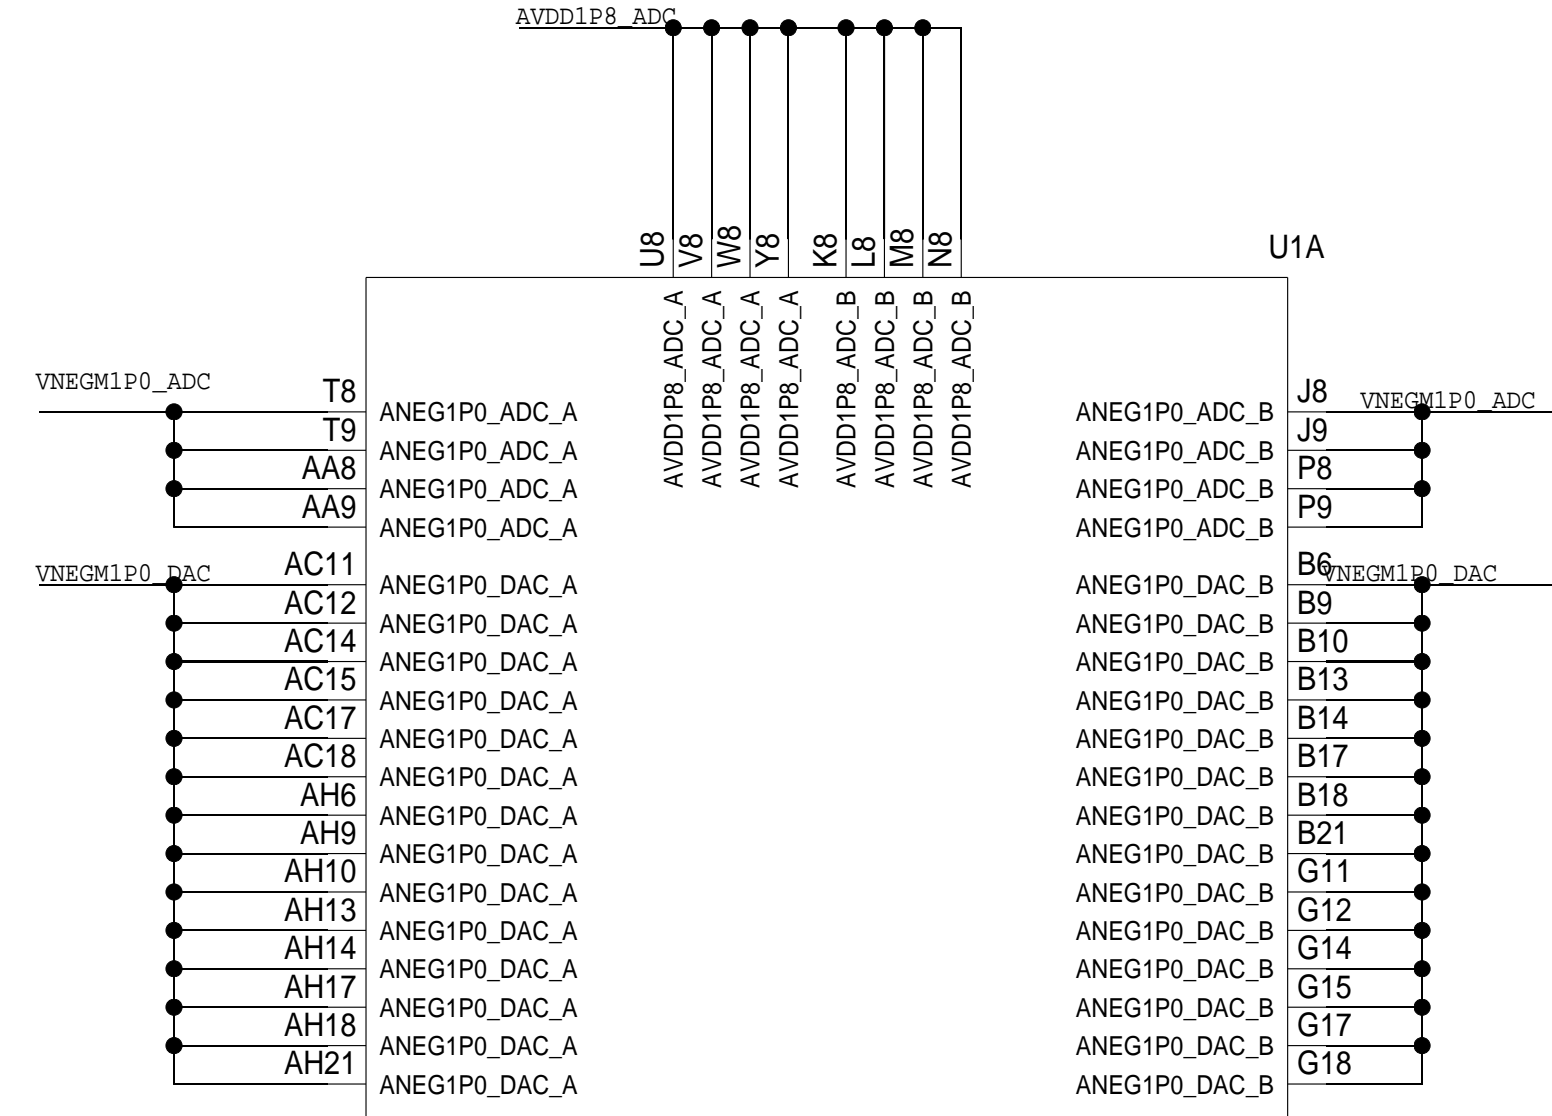 AVDD1P8_ADC
U8 V8 W8 Y8 K8 L8 M8 N8
U1A
AVDD1P8_ADC_A AVDD1P8_ADC_A AVDD1P8_ADC_A AVDD1P8_ADC_A AVDD1P8_ADC_B AVDD1P8_ADC_B AVDD1P8_ADC_B AVDD1P8_ADC_B
VNEGM1P0_ADC VNEGM1P0_ADC
T8 ANEG1P0_ADC_A ANEG1P0_ADC_B J8
T9 ANEG1P0_ADC_A ANEG1P0_ADC_B J9
AA8 ANEG1P0_ADC_A ANEG1P0_ADC_B P8
AA9 ANEG1P0_ADC_A ANEG1P0_ADC_B P9
VNEGM1P0_DAC VNEGM1P0_DAC
AC11 ANEG1P0_DAC_A ANEG1P0_DAC_B B6
AC12 ANEG1P0_DAC_A ANEG1P0_DAC_B B9
AC14 ANEG1P0_DAC_A ANEG1P0_DAC_B B10
AC15 ANEG1P0_DAC_A ANEG1P0_DAC_B B13
AC17 ANEG1P0_DAC_A ANEG1P0_DAC_B B14
AC18 ANEG1P0_DAC_A ANEG1P0_DAC_B B17
AH6 ANEG1P0_DAC_A ANEG1P0_DAC_B B18
AH9 ANEG1P0_DAC_A ANEG1P0_DAC_B B21
AH10 ANEG1P0_DAC_A ANEG1P0_DAC_B G11
AH13 ANEG1P0_DAC_A ANEG1P0_DAC_B G12
AH14 ANEG1P0_DAC_A ANEG1P0_DAC_B G14
AH17 ANEG1P0_DAC_A ANEG1P0_DAC_B G15
AH18 ANEG1P0_DAC_A ANEG1P0_DAC_B G17
AH21 ANEG1P0_DAC_A ANEG1P0_DAC_B G18